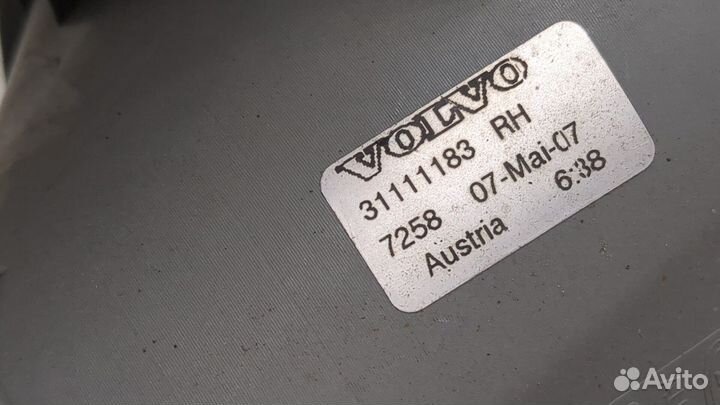 VOLVO
31111183 RH
7258 07-Mai-07
Austria 6:38
Avito